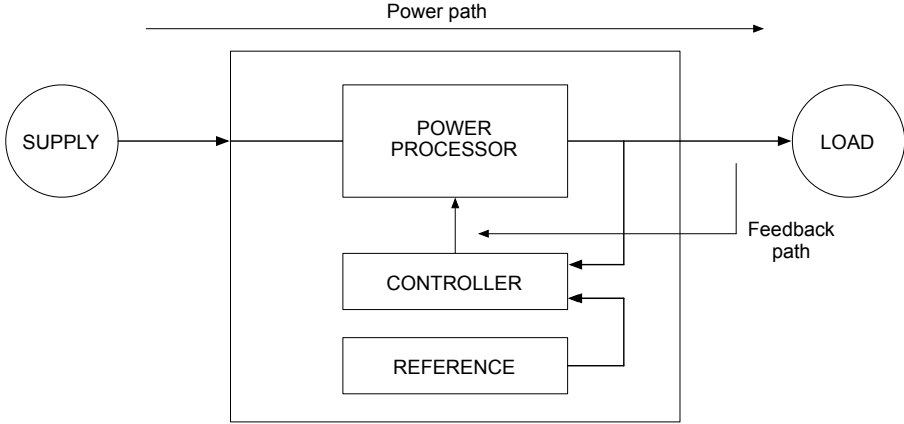 Power path
SUPPLY
POWER
PROCESSOR
LOAD
Feedback
path
CONTROLLER
REFERENCE